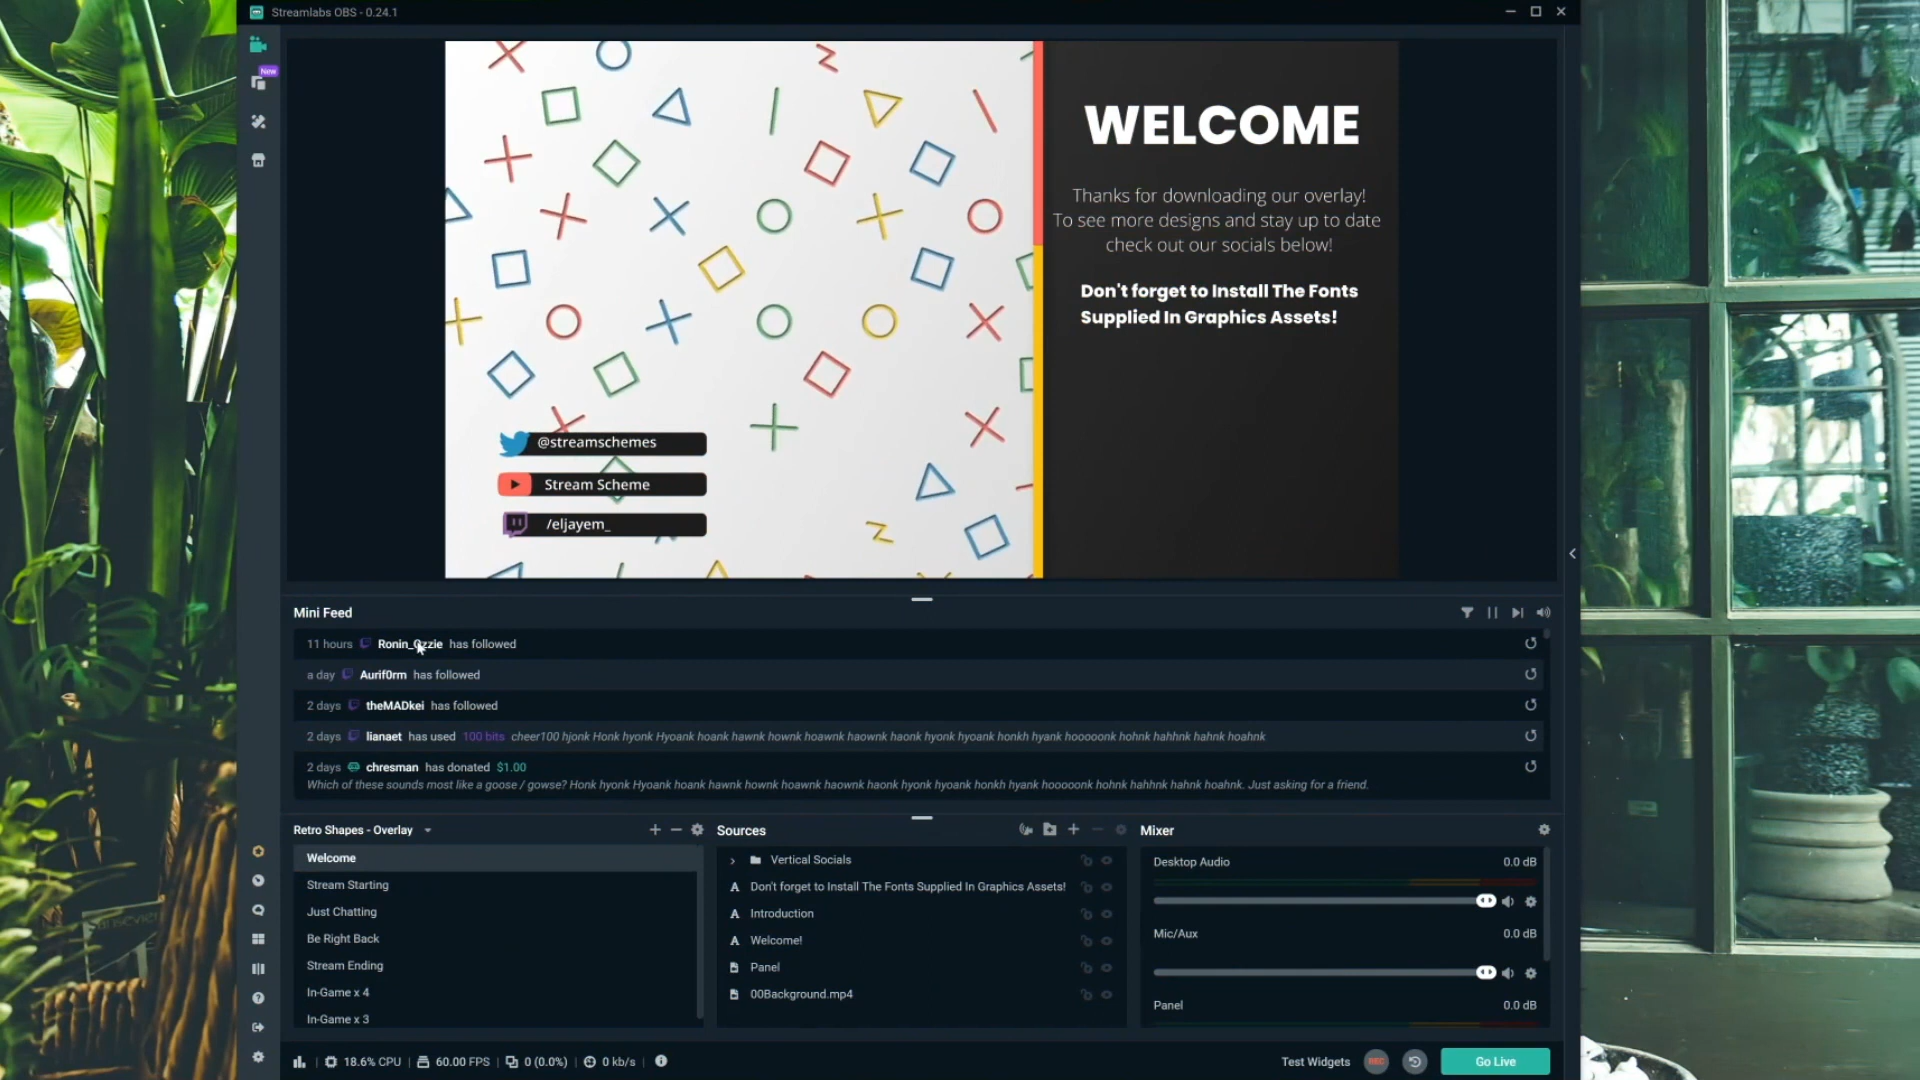 Streamlabs OBS - 0.24.1
New
WELCOME
Thanks for downloading our overlay!
To see more designs and stay up to date
check out our socials below!
Don't forget to Install The Fonts
Supplied In Graphics Assets!
@streamschemes
Stream Scheme
/eljayem_
Mini Feed
11 hours Ronin_Ozzie has followed
a day Aurif0rm has followed
2 days theMADkei has followed
2 days lianaet has used 100 bits cheer100 hjonk Honk hyonk Hyoank hoank hawnk hownk hoawnk haownk haonk hyonk hyoank honkh hyank hooooonk hohnk hahhnk hahnk hoahnk
2 days chresman has donated $1.00
Which of these sounds most like a goose / gowse? Honk hyonk Hyoank hoank hawnk hownk hoawnk haownk haonk hyonk hyoank honkh hyank hooooonk hohnk hahhnk hahnk hoahnk. Just asking for a friend.
Retro Shapes - Overlay
Welcome
Stream Starting
Just Chatting
Be Right Back
Stream Ending
In-Game x 4
In-Game x 3
Sources
Vertical Socials
Don't forget to Install The Fonts Supplied In Graphics Assets!
Introduction
Welcome!
Panel
00Background.mp4
Mixer
Desktop Audio 0.0 dB
Mic/Aux 0.0 dB
Panel 0.0 dB
18.6% CPU 60.00 FPS 0 (0.0%) 0 kb/s
Test Widgets REC Go Live